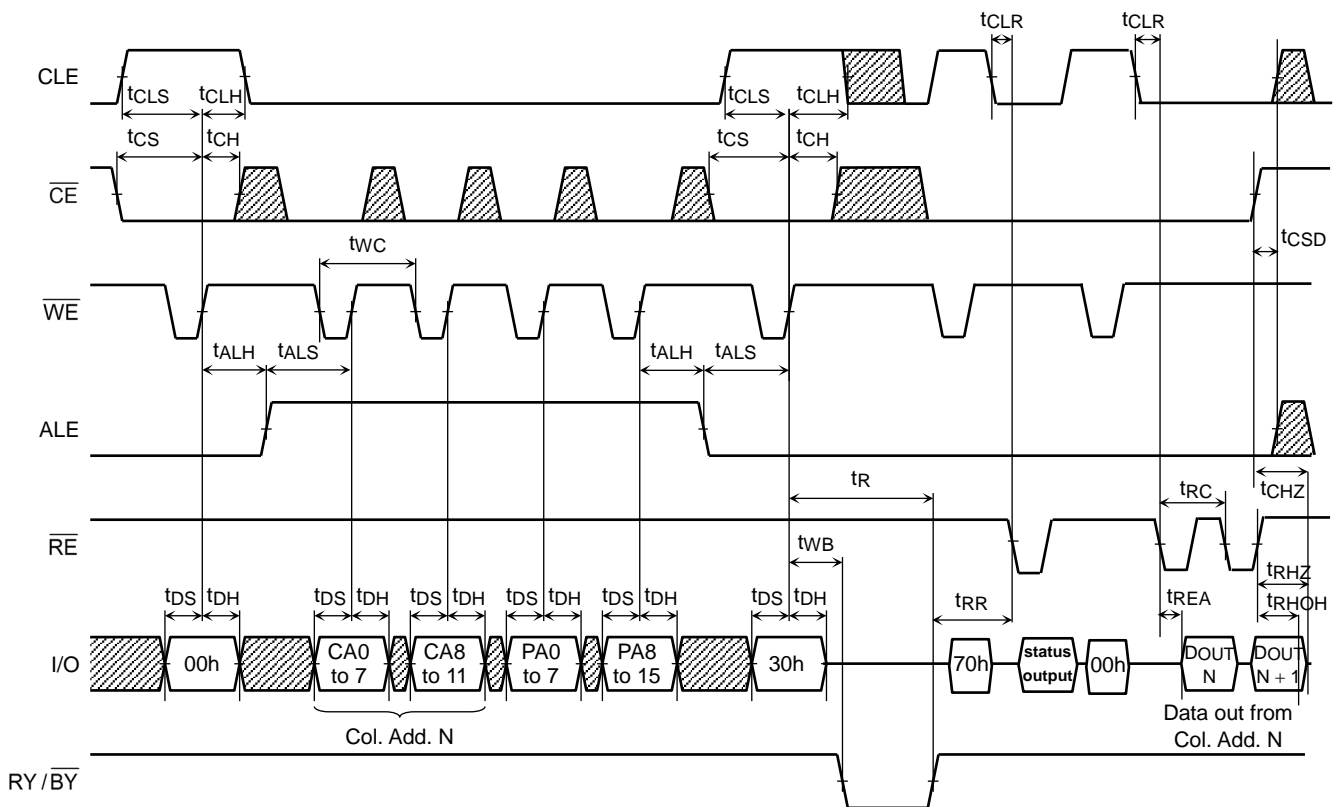 tCLR tCLR
CLE
tCLS tCLH tCLS tCLH
tCS tCH tCS tCH
CE
tWC tCSD
WE
tALH tALS tALH tALS
ALE
tR tRC tCHZ
RE
tWB tRHZ
tDS tDH tDS tDH tDS tDH tDS tDH tDS tDH tDS tDH tRR tREA tRHOH
I/O
00h
CA0 to 7
CA8 to 11
PA0 to 7
PA8 to 15
30h
70h
status output
00h
DOUT N
DOUT N + 1
Col. Add. N
Data out from
Col. Add. N
RY / BY